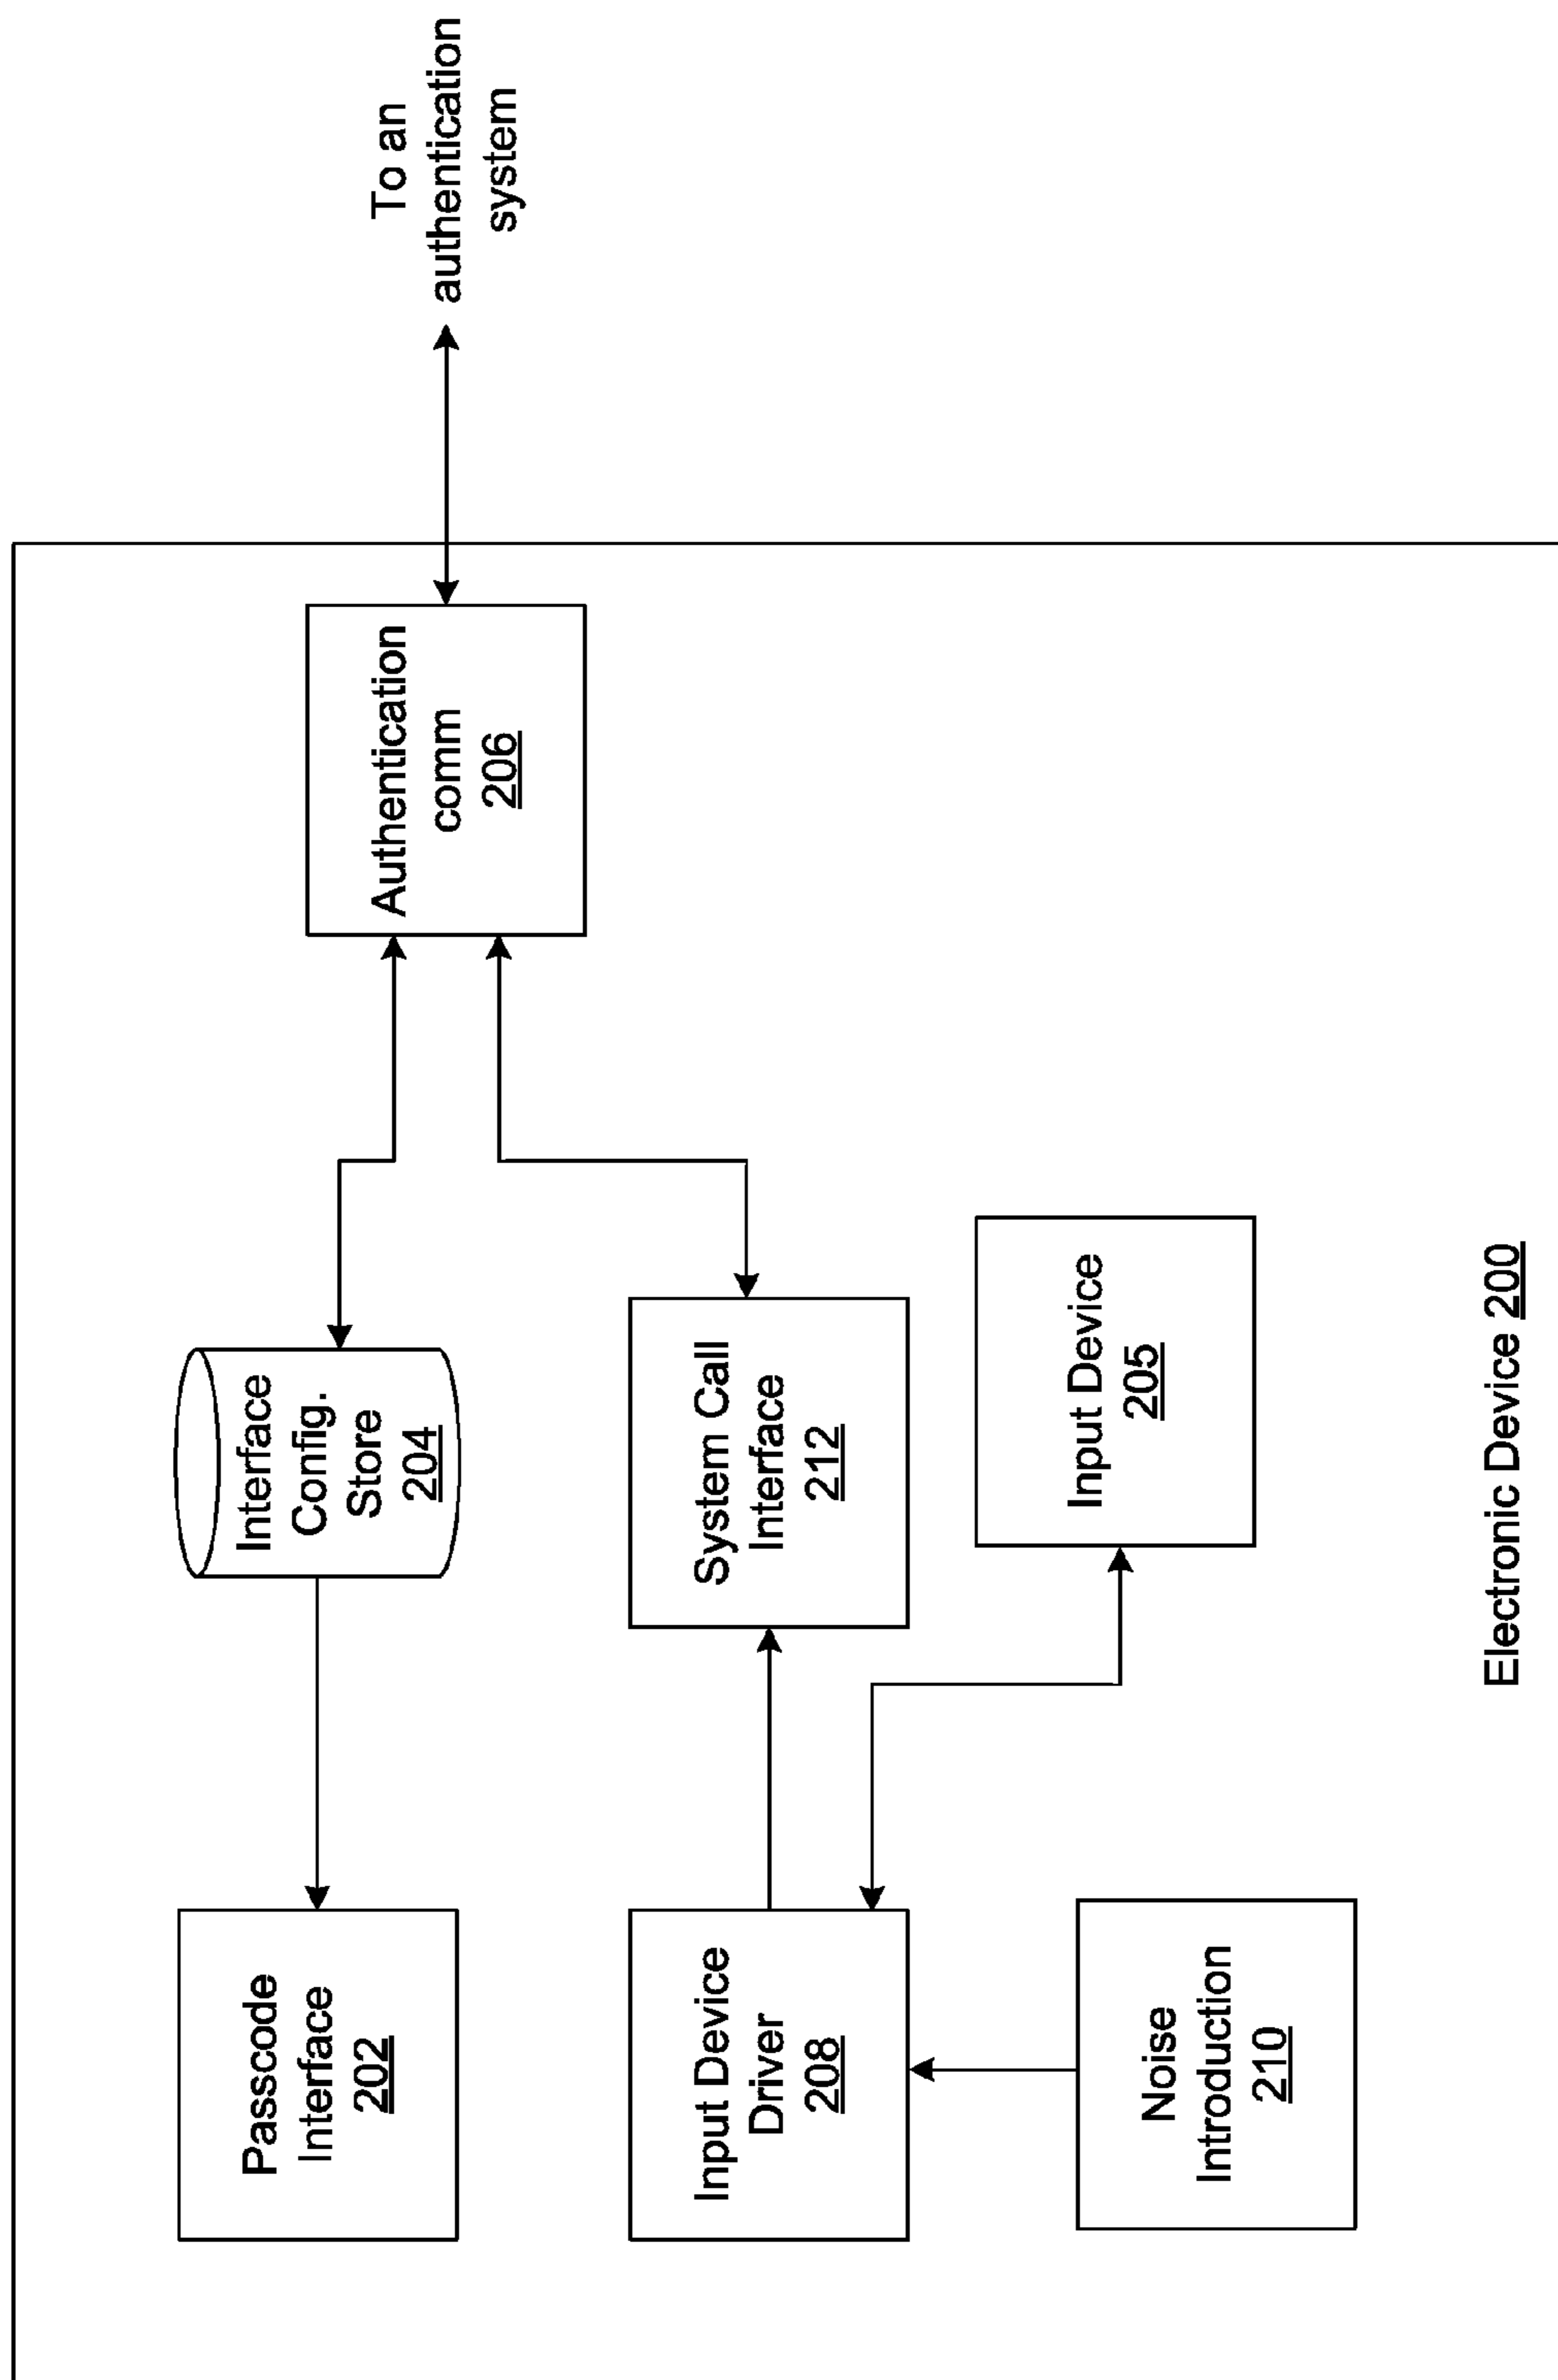 Passcode
Interface
202
Interface
Config.
Store
204
Authentication
comm
206
To an
authentication
system
Input Device
Driver
208
System Call
Interface
212
Noise
Introduction
210
Input Device
205
Electronic Device 200